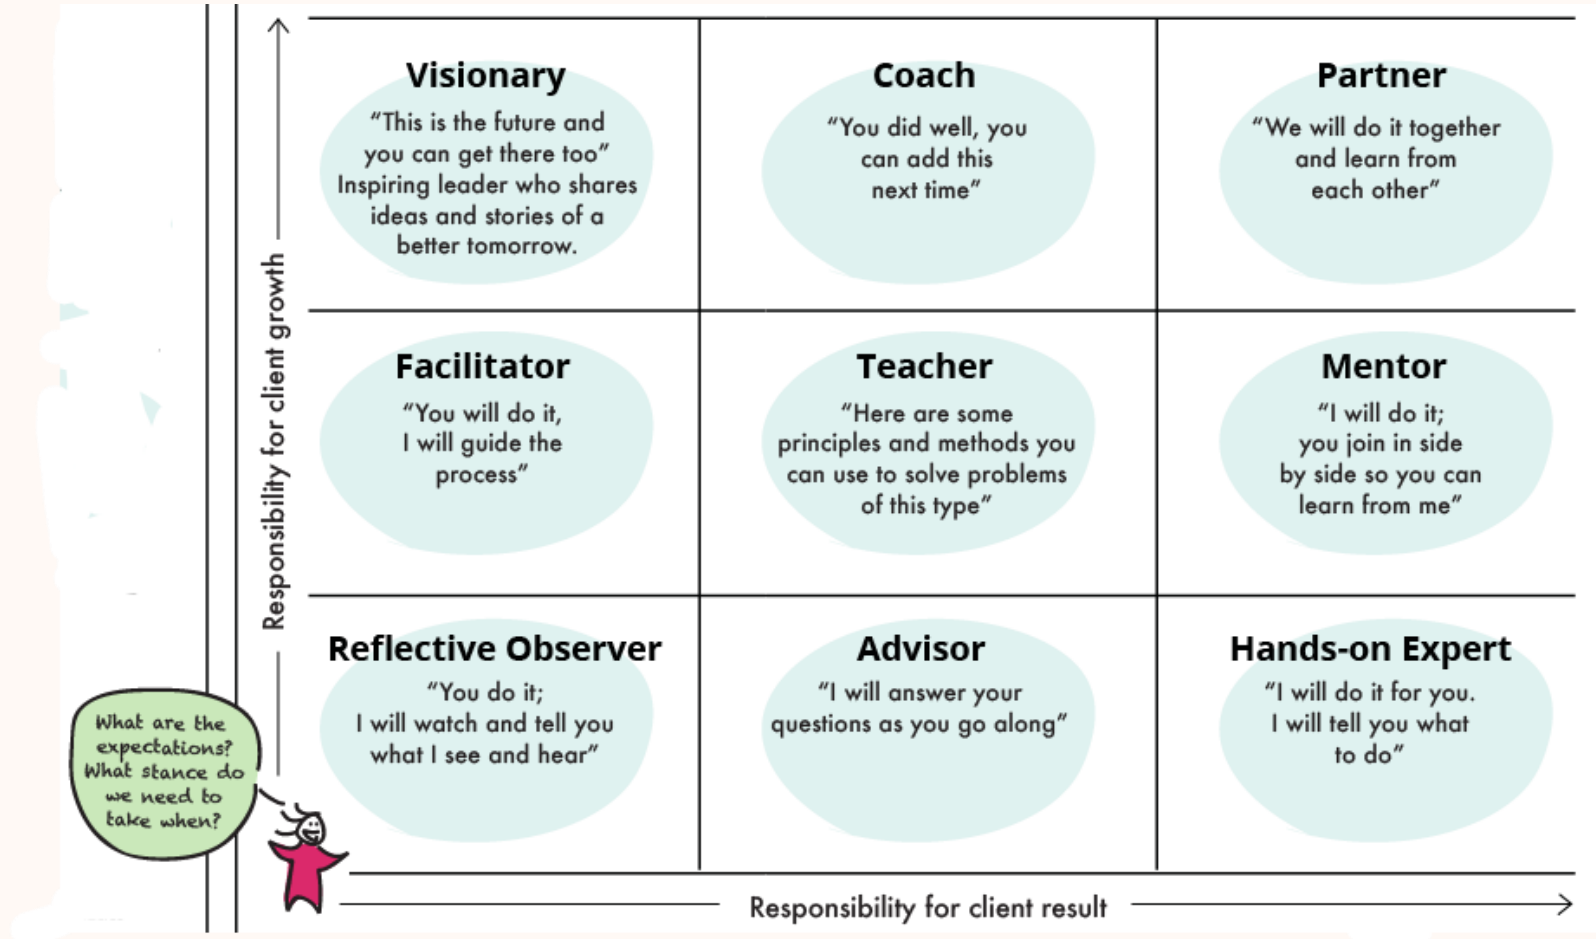 Visionary
“This is the future and
you can get there too”
Inspiring leader who shares
ideas and stories of a
better tomorrow.
Coach
“You did well, you
can add this
next time”
Partner
“We will do it together
and learn from
each other”
Facilitator
“You will do it,
I will guide the
process”
Teacher
“Here are some
principles and methods you
can use to solve problems
of this type”
Mentor
“I will do it;
you join in side
by side so you can
learn from me”
Reflective Observer
“You do it;
I will watch and tell you
what I see and hear”
Advisor
“I will answer your
questions as you go along”
Hands-on Expert
“I will do it for you.
I will tell you what
to do”
Responsibility for client growth
What are the
expectations?
What stance do
we need to
take when?
Responsibility for client result